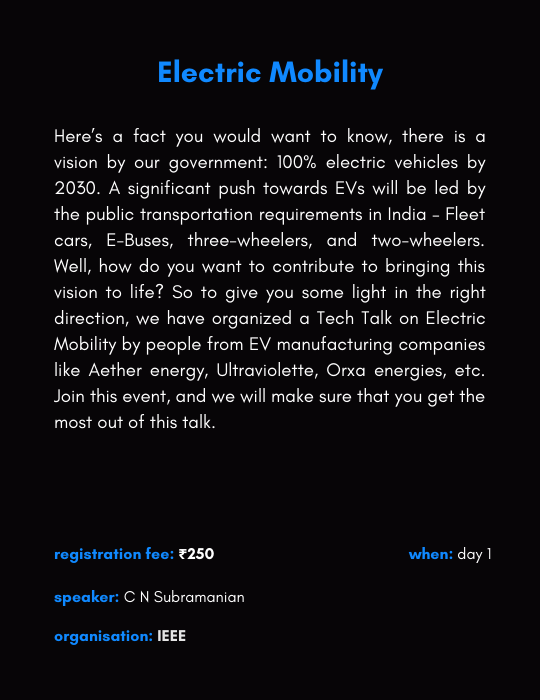 Electric Mobility
Here's a fact you would want to know, there is a
vision by our government: 100% electric vehicles by
2030. A significant push towards EVs will be led by
the public transportation requirements in India - Fleet
cars, E-Buses, three-wheelers, and two-wheelers.
Well, how do you want to contribute to bringing this
vision to life? So to give you some light in the right
direction, we have organized a Tech Talk on Electric
Mobility by people from EV manufacturing companies
like Aether energy, Ultraviolette, Orxa energies, etc.
Join this event, and we will make sure that you get the
most out of this talk.
registration fee: ₹250 when: day 1
speaker: C N Subramanian
organisation: IEEE